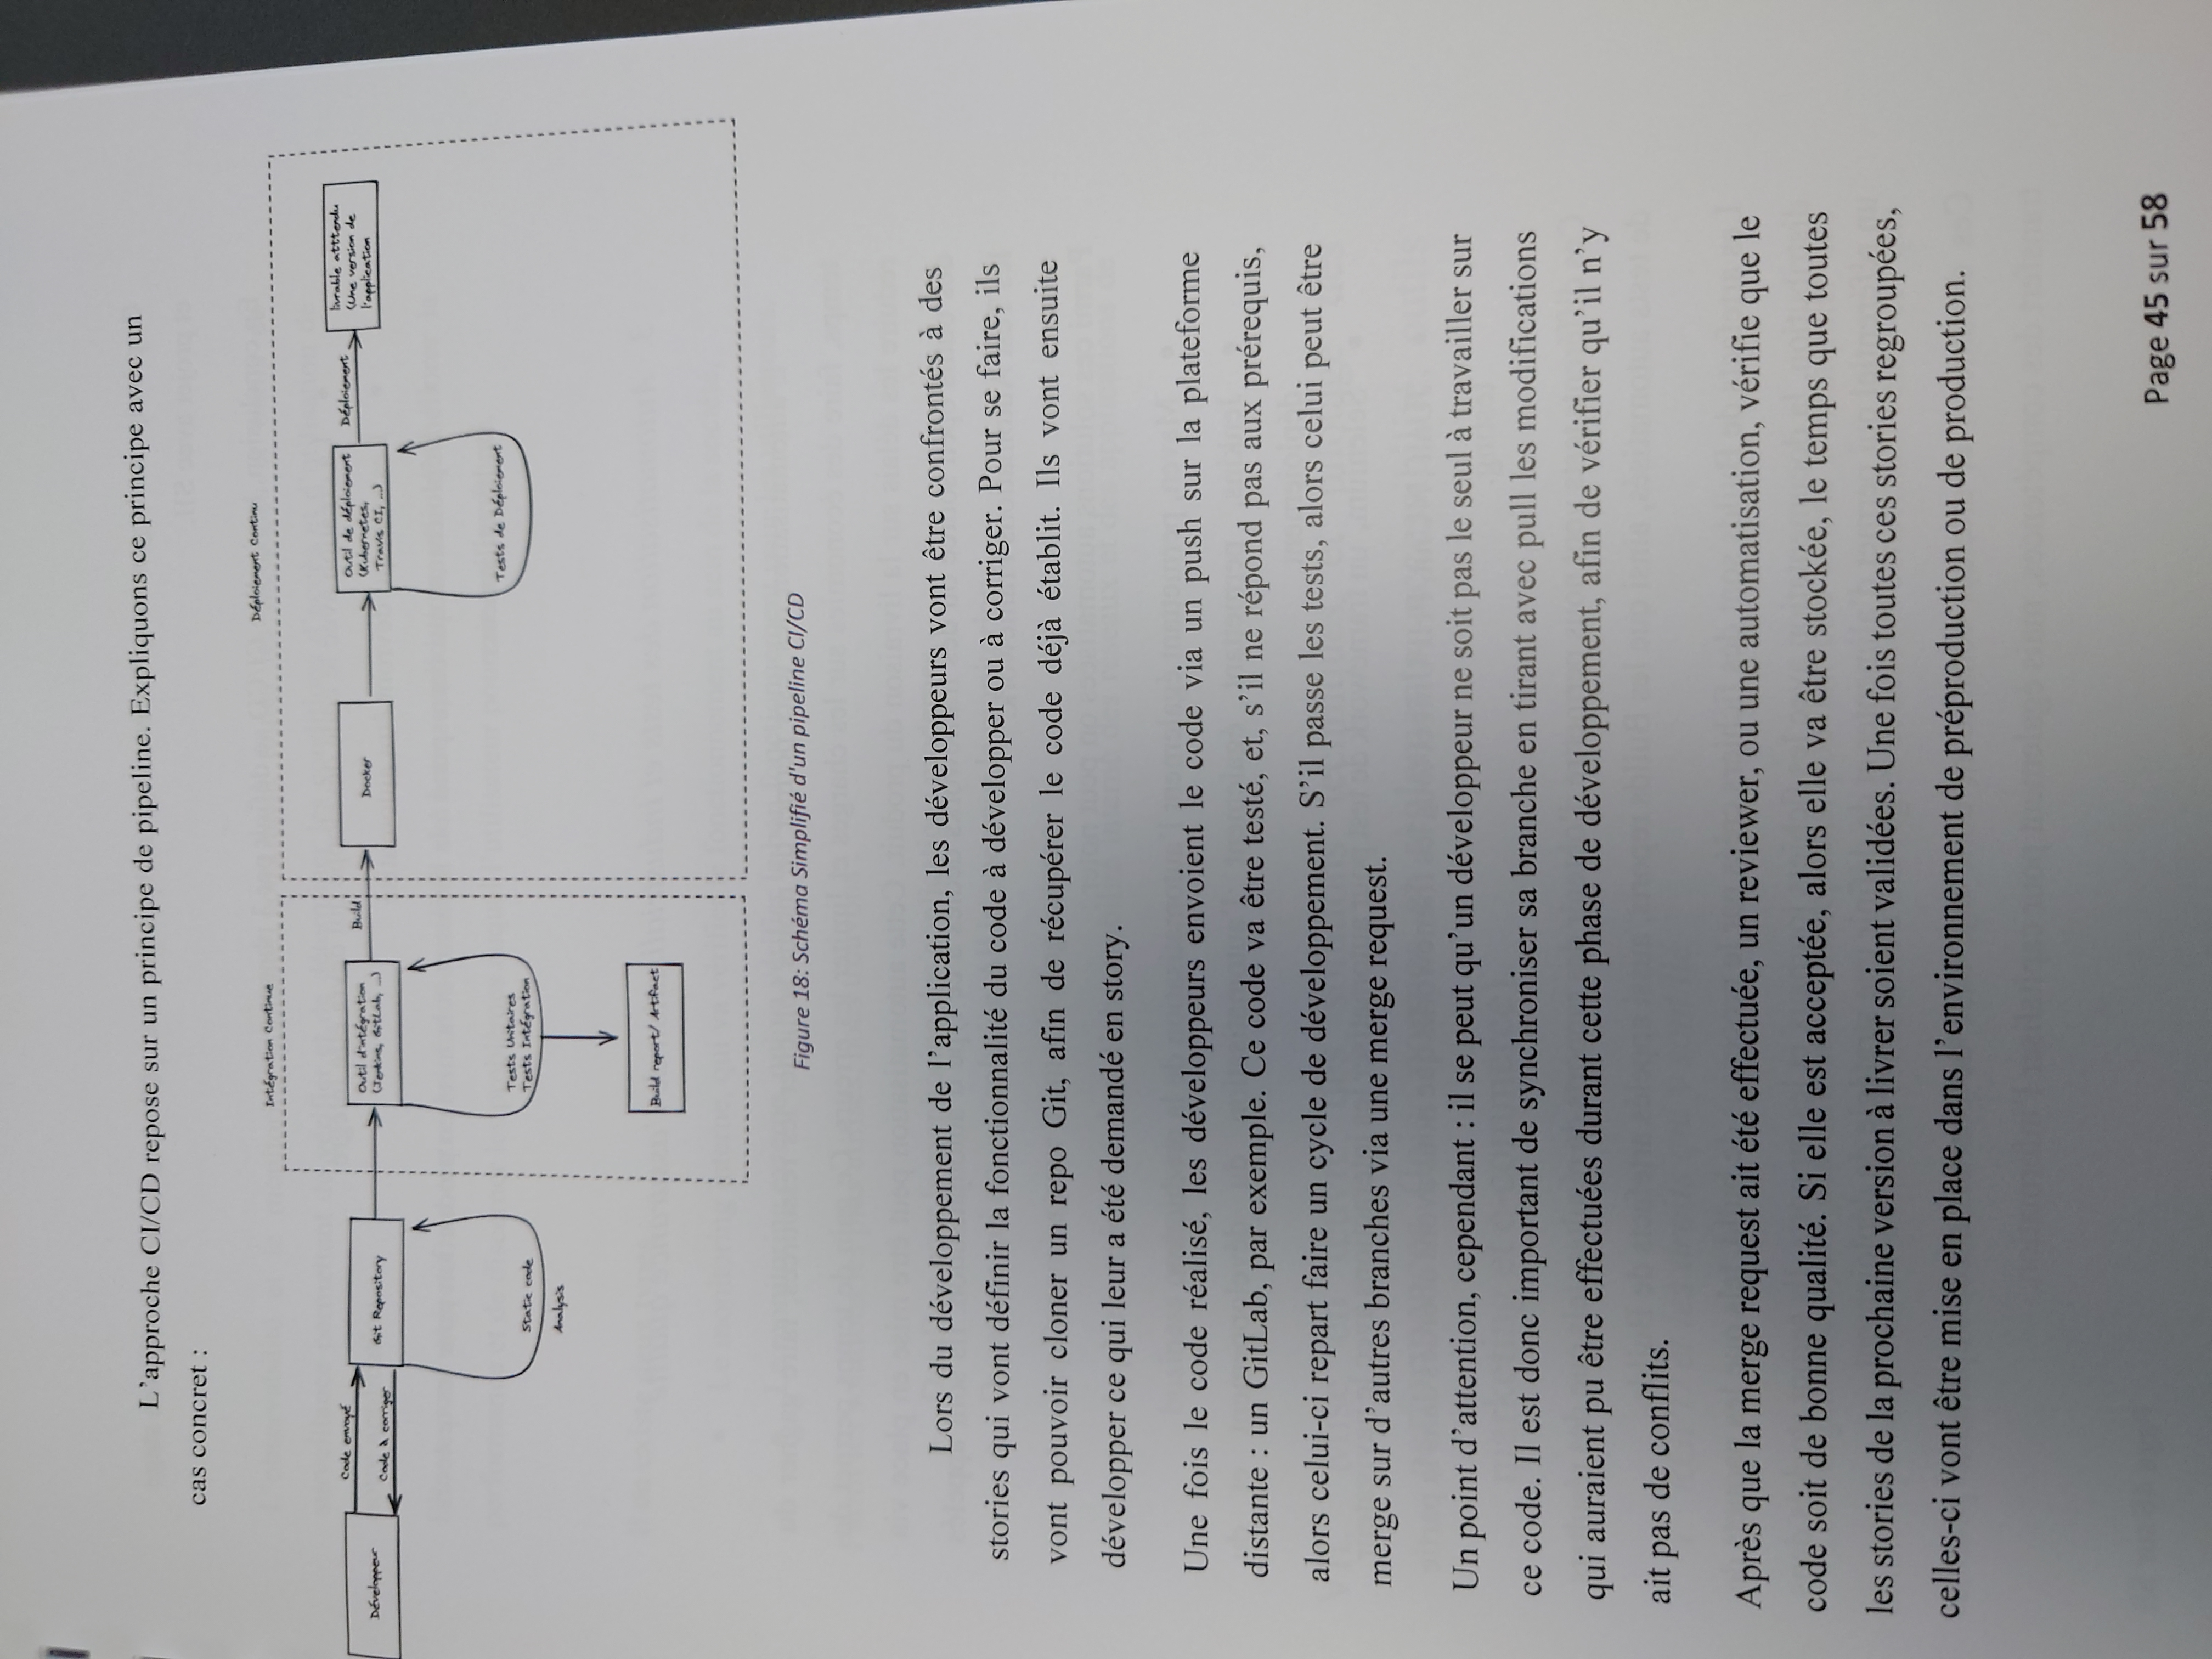 L'approche CI/CD repose sur un principe de pipeline. Expliquons ce principe avec un
cas concret :
Intégration Continue
Déploiement Continu
Développeur
Code envoyé
Code à corriger
Git Repository
Static code
Analysis
Outil d'intégration
(Jenkins, GitLab, ...)
Tests Unitaires
Tests Intégration
Build report/ Artifact
Build
Docker
Outil de déploiement
(Kubernetes,
Travis CI, ...)
Tests de Déploiement
Déploiement
livrable atttendu
(Une version de
l'application
Figure 18: Schéma Simplifié d'un pipeline CI/CD
Lors du développement de l'application, les développeurs vont être confrontés à des
stories qui vont définir la fonctionnalité du code à développer ou à corriger. Pour se faire, ils
vont pouvoir cloner un repo Git, afin de récupérer le code déjà établit. Ils vont ensuite
développer ce qui leur a été demandé en story.
Une fois le code réalisé, les développeurs envoient le code via un push sur la plateforme
distante : un GitLab, par exemple. Ce code va être testé, et, s'il ne répond pas aux prérequis,
alors celui-ci repart faire un cycle de développement. S'il passe les tests, alors celui peut être
merge sur d'autres branches via une merge request.
Un point d'attention, cependant : il se peut qu'un développeur ne soit pas le seul à travailler sur
ce code. Il est donc important de synchroniser sa branche en tirant avec pull les modifications
qui auraient pu être effectuées durant cette phase de développement, afin de vérifier qu'il n'y
ait pas de conflits.
Après que la merge request ait été effectuée, un reviewer, ou une automatisation, vérifie que le
code soit de bonne qualité. Si elle est acceptée, alors elle va être stockée, le temps que toutes
les stories de la prochaine version à livrer soient validées. Une fois toutes ces stories regroupées,
celles-ci vont être mise en place dans l'environnement de préproduction ou de production.
Page 45 sur 58